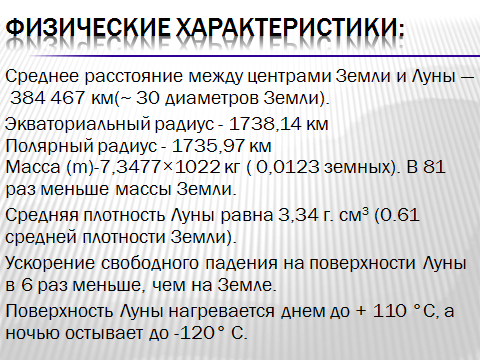 ФИЗИЧЕСКИЕ ХАРАКТЕРИСТИКИ:
Среднее расстояние между центрами Земли и Луны —
384 467 км(~ 30 диаметров Земли).
Экваториальный радиус - 1738,14 км
Полярный радиус - 1735,97 км
Масса (m)-7,3477×1022 кг ( 0,0123 земных). В 81
раз меньше массы Земли.
Средняя плотность Луны равна 3,34 г. см³ (0.61
средней плотности Земли).
Ускорение свободного падения на поверхности Луны
в 6 раз меньше, чем на Земле.
Поверхность Луны нагревается днем до + 110 °С, а
ночью остывает до -120° С.